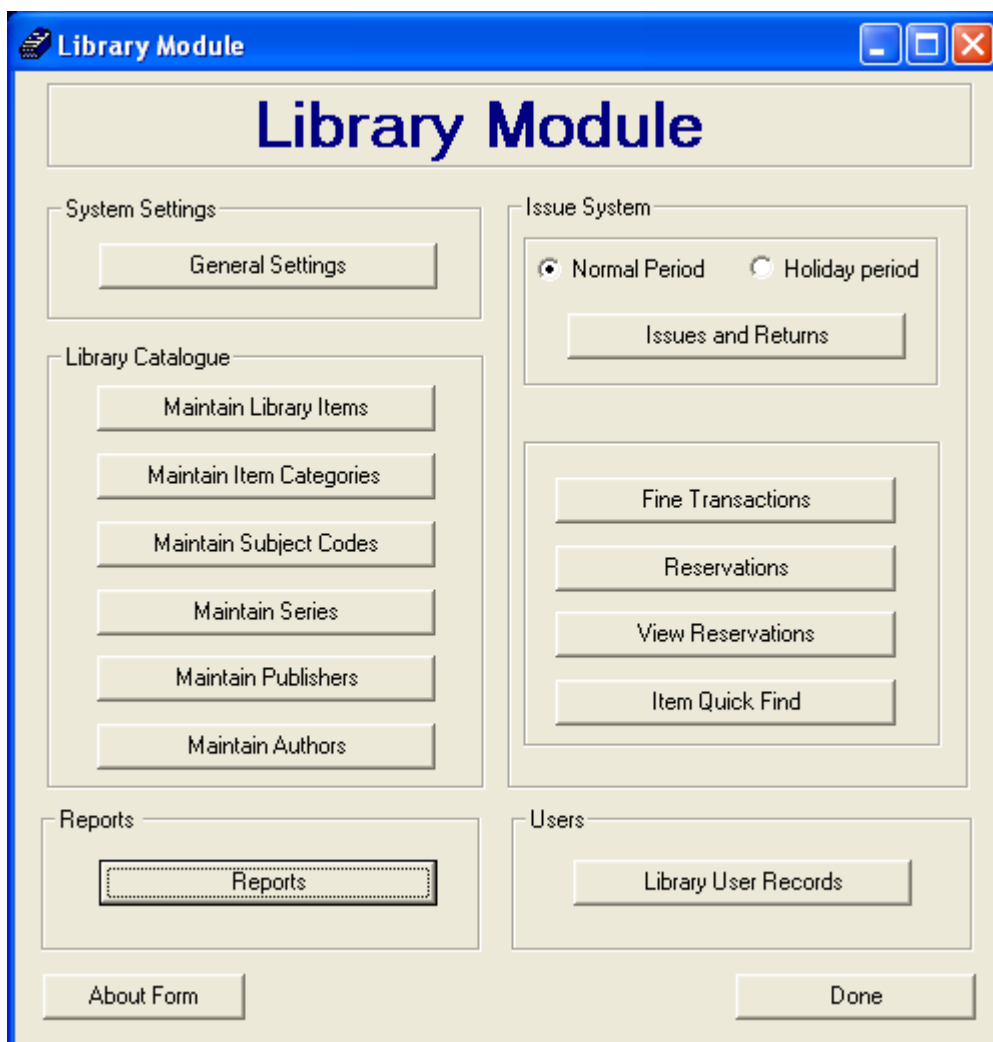 Library Module
Library Module
System Settings
General Settings
Library Catalogue
Maintain Library Items
Maintain Item Categories
Maintain Subject Codes
Maintain Series
Maintain Publishers
Maintain Authors
Issue System
Normal Period
Holiday period
Issues and Returns
Fine Transactions
Reservations
View Reservations
Item Quick Find
Reports
Reports
Users
Library User Records
About Form
Done